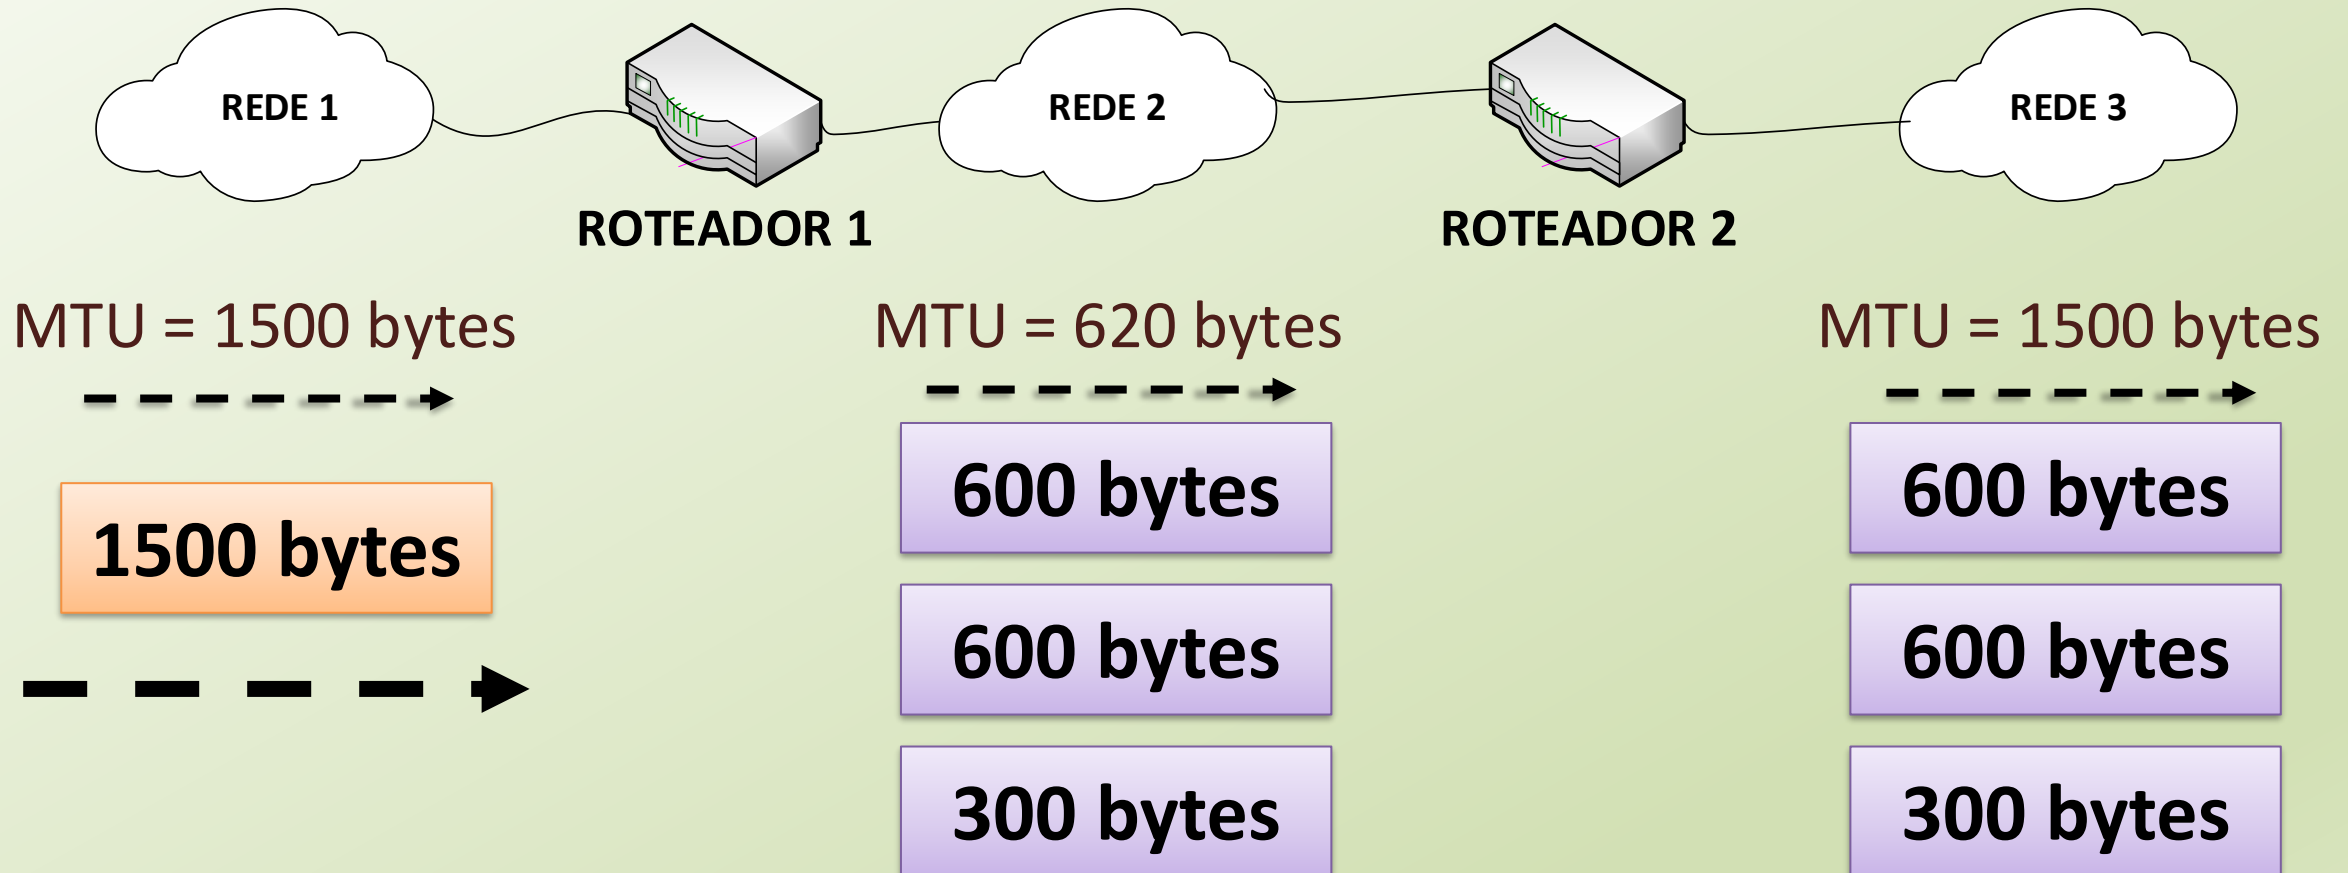 REDE 1
REDE 2
REDE 3
ROTEADOR 1
ROTEADOR 2
MTU = 1500 bytes
MTU = 620 bytes
MTU = 1500 bytes
1500 bytes
600 bytes
600 bytes
300 bytes
600 bytes
600 bytes
300 bytes